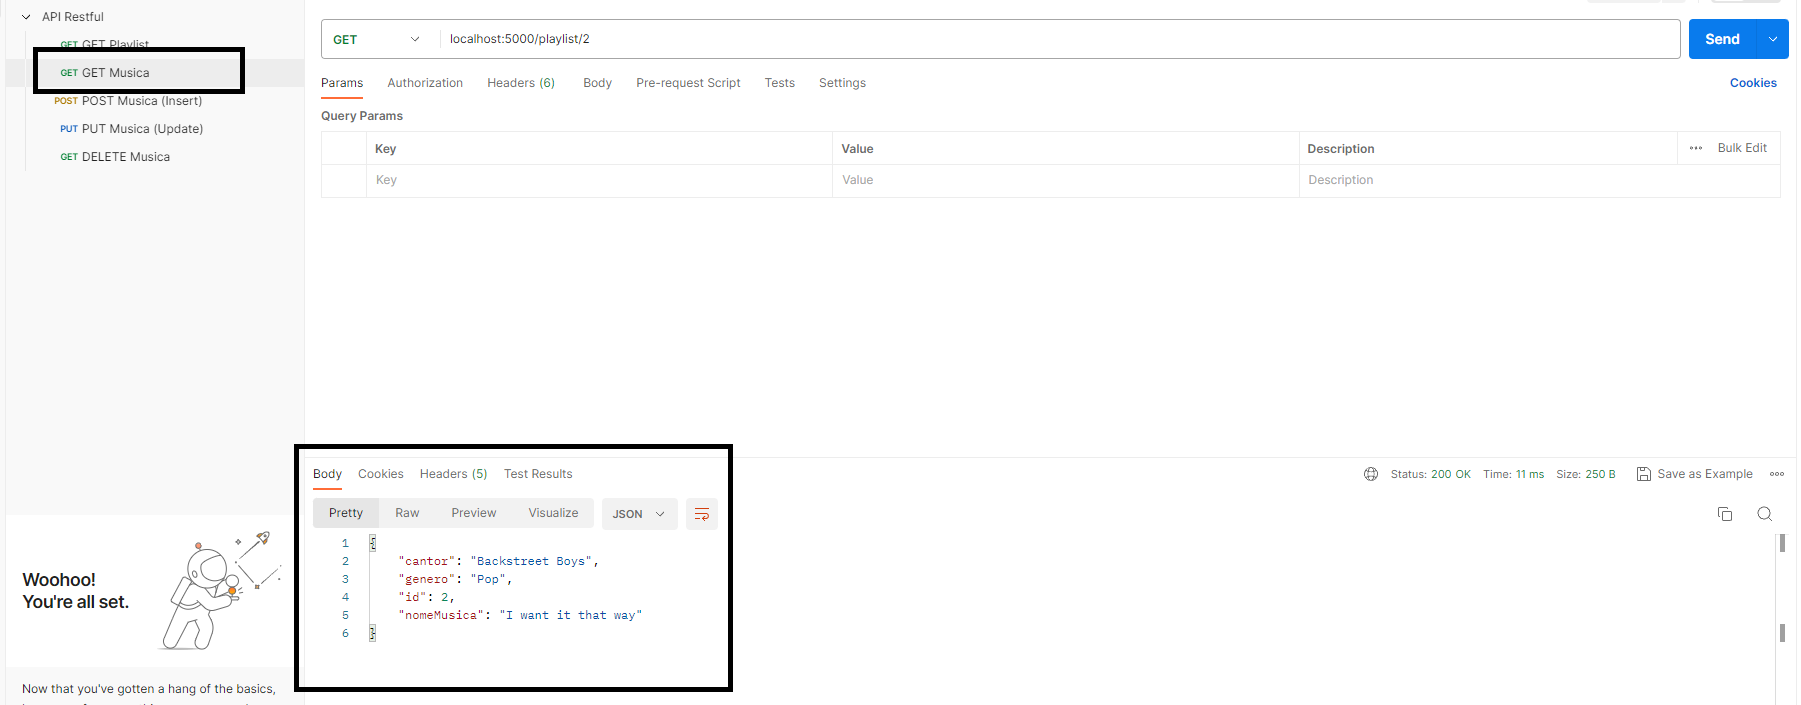 API Restful
GET GET Playlist
GET GET Musica
POST POST Musica (Insert)
PUT PUT Musica (Update)
GET DELETE Musica
Woohoo!
You're all set.
Now that you've gotten a hang of the basics,
GET localhost:5000/playlist/2 Send
Params Authorization Headers (6) Body Pre-request Script Tests Settings Cookies
Query Params
Key Value Description Bulk Edit
Key Value Description
Body Cookies Headers (5) Test Results Status: 200 OK Time: 11 ms Size: 250 B Save as Example
Pretty Raw Preview Visualize JSON
1 {
2 "cantor": "Backstreet Boys",
3 "genero": "Pop",
4 "id": 2,
5 "nomeMusica": "I want it that way"
6 }